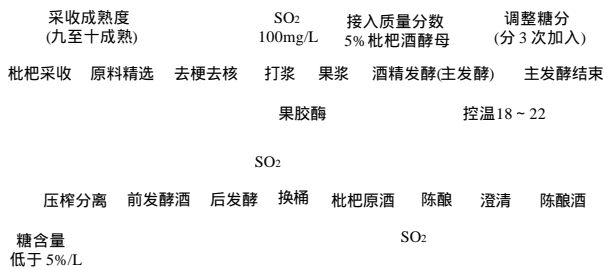 采收成熟度
(九至十成熟)
SO₂
100mg/L
接入质量分数
5%枇杷酒酵母
调整糖分
(分 3 次加入)
枇杷采收 原料精选 去梗去核 打浆 果浆 酒精发酵(主发酵) 主发酵结束
果胶酶 控温18～22
SO₂
压榨分离 前发酵酒 后发酵 换桶 枇杷原酒 陈酿 澄清 陈酿酒
糖含量
低于 5%/L
SO₂